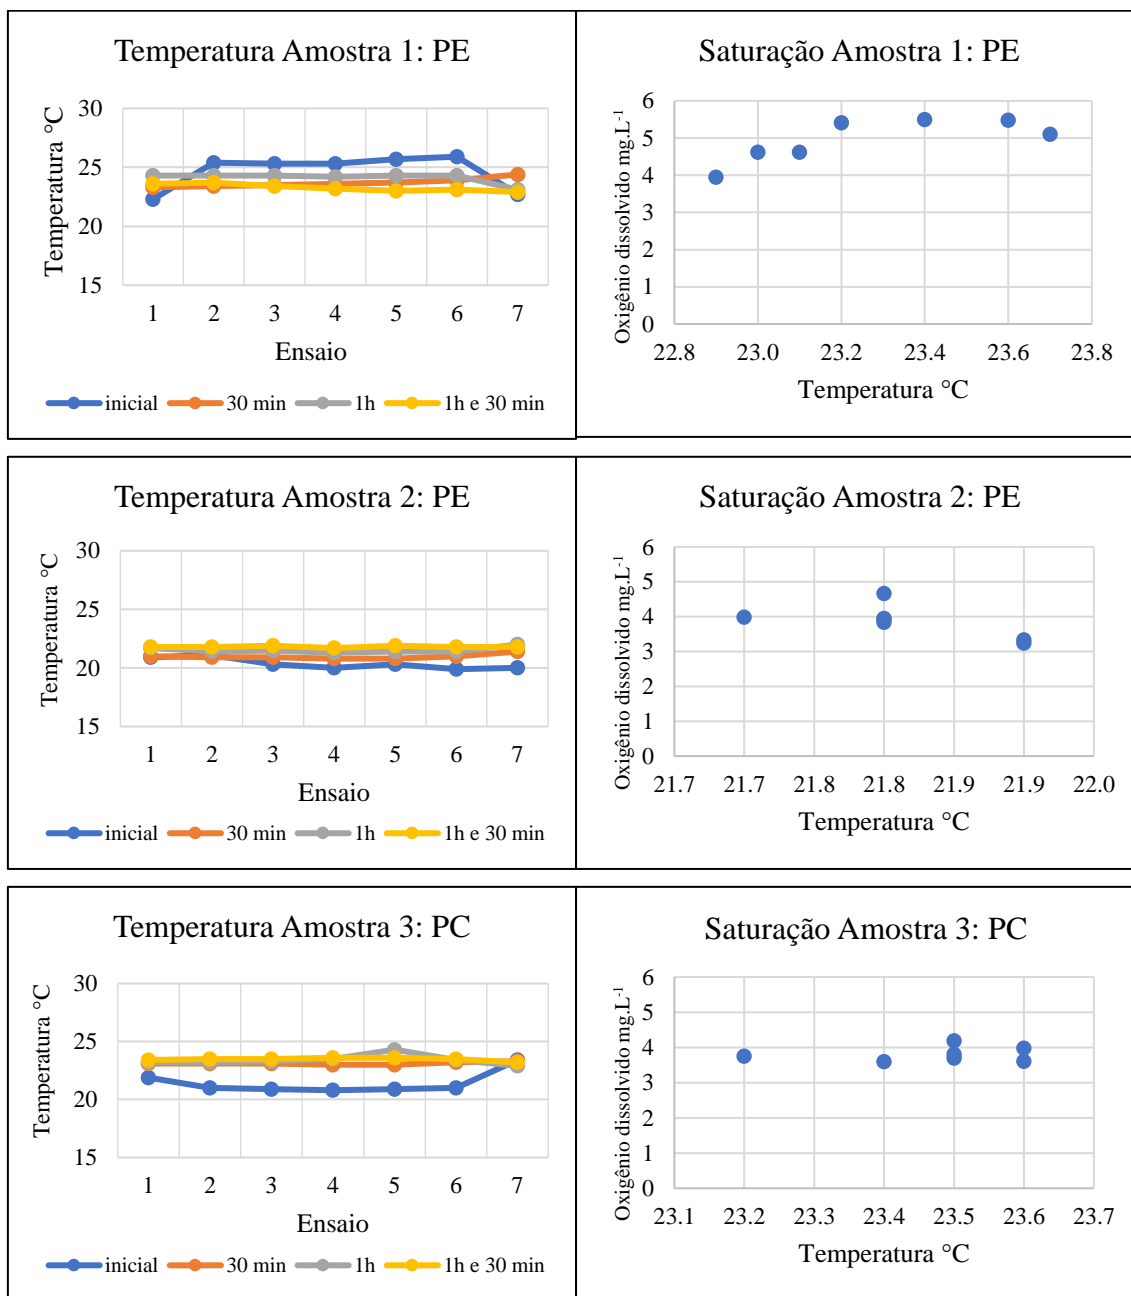 Temperatura Amostra 1: PE
Temperatura °C
30
25
20
15
1 2 3 4 5 6 7
Ensaio
inicial 30 min 1h 1h e 30 min
Saturação Amostra 1: PE
Oxigênio dissolvido mg.L⁻¹
6
5
4
3
2
1
0
22.8 23.0 23.2 23.4 23.6 23.8
Temperatura °C
Temperatura Amostra 2: PE
Temperatura °C
30
25
20
15
1 2 3 4 5 6 7
Ensaio
inicial 30 min 1h 1h e 30 min
Saturação Amostra 2: PE
Oxigênio dissolvido mg.L⁻¹
6
5
4
3
2
1
0
21.7 21.7 21.8 21.8 21.9 21.9 22.0
Temperatura °C
Temperatura Amostra 3: PC
Temperatura °C
30
25
20
15
1 2 3 4 5 6 7
Ensaio
inicial 30 min 1h 1h e 30 min
Saturação Amostra 3: PC
Oxigênio dissolvido mg.L⁻¹
6
5
4
3
2
1
0
23.1 23.2 23.3 23.4 23.5 23.6 23.7
Temperatura °C